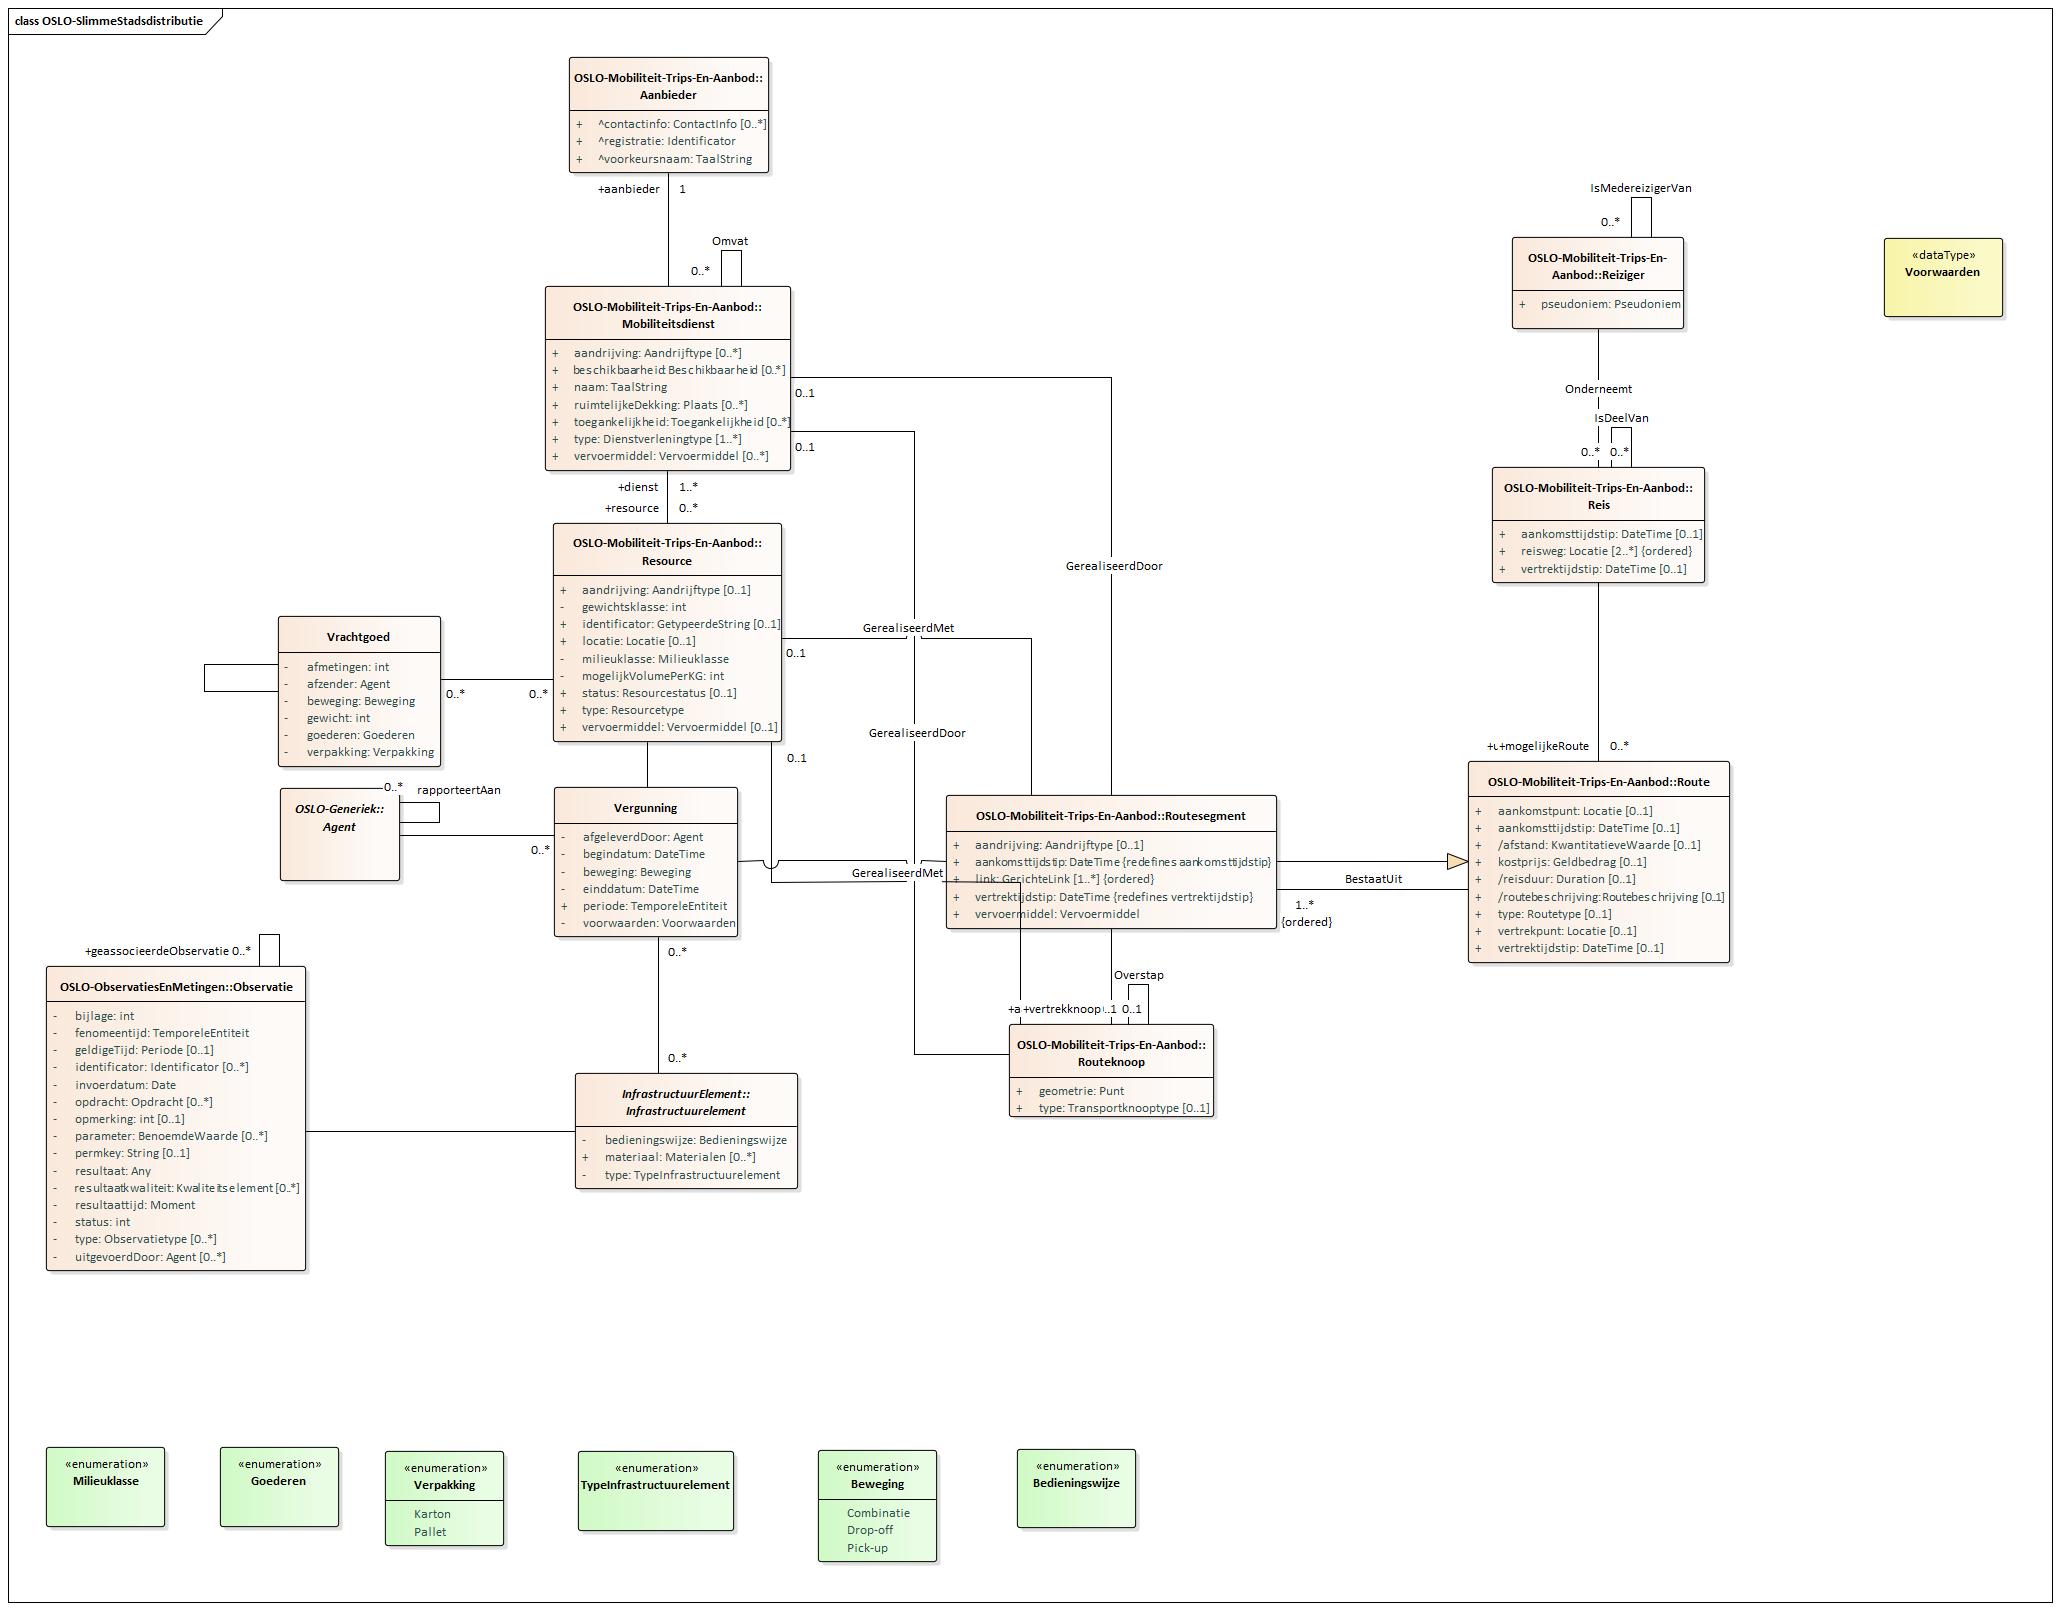 class OSLO-SlimmeStadsdistributie
OSLO-Mobiliteit-Trips-En-Aanbod::
Aanbieder
+ ^contactinfo: ContactInfo [0..*]
+ ^registratie: Identificator
+ ^voorkeursnaam: TaalString
+aanbieder 1
Omvat
0..*
OSLO-Mobiliteit-Trips-En-Aanbod::
Mobiliteitsdienst
+ aandrijving: Aandrijftype [0..*]
+ beschikbaarheid: Beschikbaarheid [0..*]
+ naam: TaalString
+ ruimtelijkeDekking: Plaats [0..*]
+ toegankelijkheid: Toegankelijkheid [0..*]
+ type: Dienstverleningtype [1..*]
+ vervoermiddel: Vervoermiddel [0..*]
0..1
0..1
+dienst 1..*
+resource 0..*
OSLO-Mobiliteit-Trips-En-Aanbod::
Resource
+ aandrijving: Aandrijftype [0..1]
- gewichtsklasse: int
+ identificator: GetypeerdeString [0..1]
+ locatie: Locatie [0..1]
- milieuklasse: Milieuklasse
- mogelijkVolumePerKG: int
+ status: Resourcestatus [0..1]
+ type: Resourcetype
+ vervoermiddel: Vervoermiddel [0..1]
0..1
0..1
GerealiseerdDoor
GerealiseerdMet
GerealiseerdDoor
GerealiseerdMet
IsMedereizigerVan
0..*
OSLO-Mobiliteit-Trips-En-
Aanbod::Reiziger
+ pseudoniem: Pseudoniem
«dataType»
Voorwaarden
Onderneemt
IsDeelVan
0..* 0..*
OSLO-Mobiliteit-Trips-En-Aanbod::
Reis
+ aankomsttijdstip: DateTime [0..1]
+ reisweg: Locatie [2..*] {ordered}
+ vertrektijdstip: DateTime [0..1]
+mogelijkeRoute 0..*
OSLO-Mobiliteit-Trips-En-Aanbod::Route
+ aankomstpunt: Locatie [0..1]
+ aankomsttijdstip: DateTime [0..1]
+ /afstand: KwantitatieveWaarde [0..1]
+ kostprijs: Geldbedrag [0..1]
+ /reisduur: Duration [0..1]
+ /routebeschrijving: Routebeschrijving [0..1]
+ type: Routetype [0..1]
+ vertrekpunt: Locatie [0..1]
+ vertrektijdstip: DateTime [0..1]
Vrachtgoed
- afmetingen: int
- afzender: Agent
- beweging: Beweging
- gewicht: int
- goederen: Goederen
- verpakking: Verpakking
0..* 0..*
0..* rapporteertAan
OSLO-Generiek::
Agent
0..*
Vergunning
- afgeleverdDoor: Agent
- begindatum: DateTime
- beweging: Beweging
- einddatum: DateTime
+ periode: TemporeleEntiteit
- voorwaarden: Voorwaarden
0..*
0..*
OSLO-Mobiliteit-Trips-En-Aanbod::Routesegment
+ aandrijving: Aandrijftype [0..1]
+ aankomsttijdstip: DateTime {redefines aankomsttijdstip}
+ link: GerichteLink [1..*] {ordered}
+ vertrektijdstip: DateTime {redefines vertrektijdstip}
+ vervoermiddel: Vervoermiddel
BestaatUit
1..*
{ordered}
Overstap
+a +vertrekknoop ..1 0..1
OSLO-Mobiliteit-Trips-En-Aanbod::
Routeknoop
+ geometrie: Punt
+ type: Transportknooptype [0..1]
+geassocieerdeObservatie 0..*
OSLO-ObservatiesEnMetingen::Observatie
- bijlage: int
- fenomeentijd: TemporeleEntiteit
- geldigeTijd: Periode [0..1]
- identificator: Identificator [0..*]
- invoerdatum: Date
- opdracht: Opdracht [0..*]
- opmerking: int [0..1]
- parameter: BenoemdeWaarde [0..*]
- permkey: String [0..1]
- resultaat: Any
- resultaatkwaliteit: Kwaliteitselement [0..*]
- resultaattijd: Moment
- status: int
- type: Observatietype [0..*]
- uitgevoerdDoor: Agent [0..*]
InfrastructuurElement::
Infrastructuurelement
- bedieningswijze: Bedieningswijze
+ materiaal: Materialen [0..*]
- type: TypeInfrastructuurelement
«enumeration»
Milieuklasse
«enumeration»
Goederen
«enumeration»
Verpakking
Karton
Pallet
«enumeration»
TypeInfrastructuurelement
«enumeration»
Beweging
Combinatie
Drop-off
Pick-up
«enumeration»
Bedieningswijze